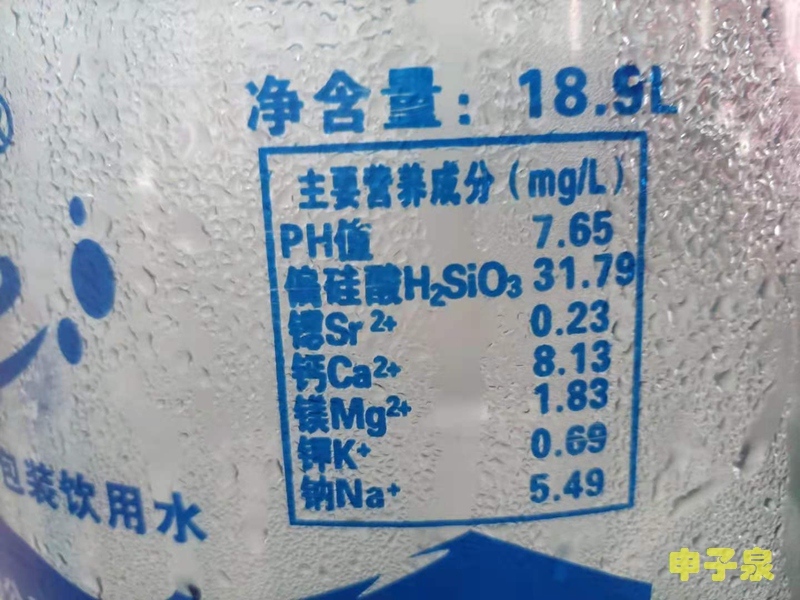 净含量：18.9L
主要营养成分（mg/L）
PH值 7.65
偏硅酸H₂SiO₃ 31.79
锶Sr²⁺ 0.23
钙Ca²⁺ 8.13
镁Mg²⁺ 1.83
钾K⁺ 0.69
钠Na⁺ 5.49
包装饮用水
申子泉